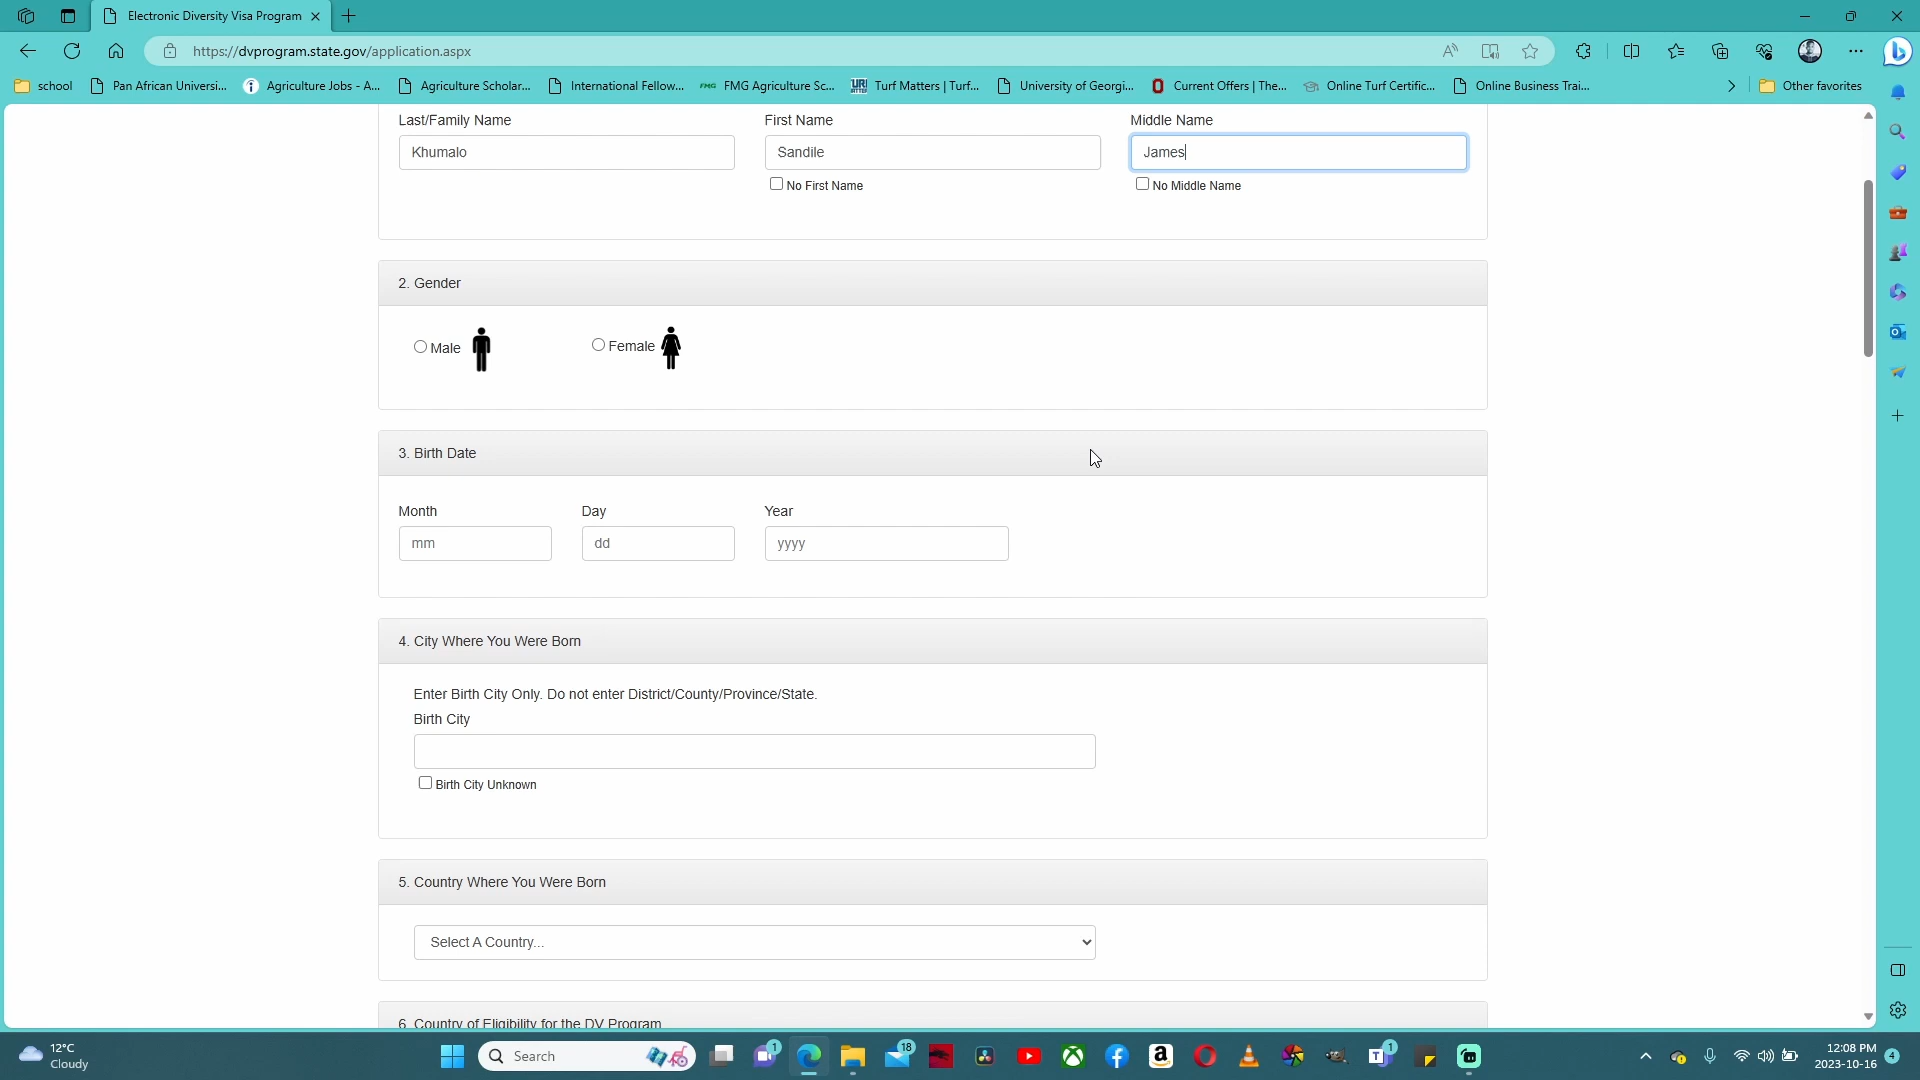 Electronic Diversity Visa Program
https://dvprogram.state.gov/application.aspx
school
Pan African Universi...
Agriculture Jobs - A...
Agriculture Scholar...
International Fellow...
FMG
FMG Agriculture Sc...
Turf Matters | Turf...
University of Georgi...
Current Offers | The...
Online Turf Certific...
Online Business Trai...
Other favorites
Last/Family Name
First Name
Middle Name
Khumalo
Sandile
James
No First Name
No Middle Name
2. Gender
Male
Female
3. Birth Date
Month
Day
Year
mm
dd
yyyy
4. City Where You Were Born
Enter Birth City Only. Do not enter District/County/Province/State.
Birth City
Birth City Unknown
5. Country Where You Were Born
Select A Country...
6. Country of Eligibility for the DV Program
12°C
Cloudy
Search
1
18
1
12:08 PM
2023-10-16
4